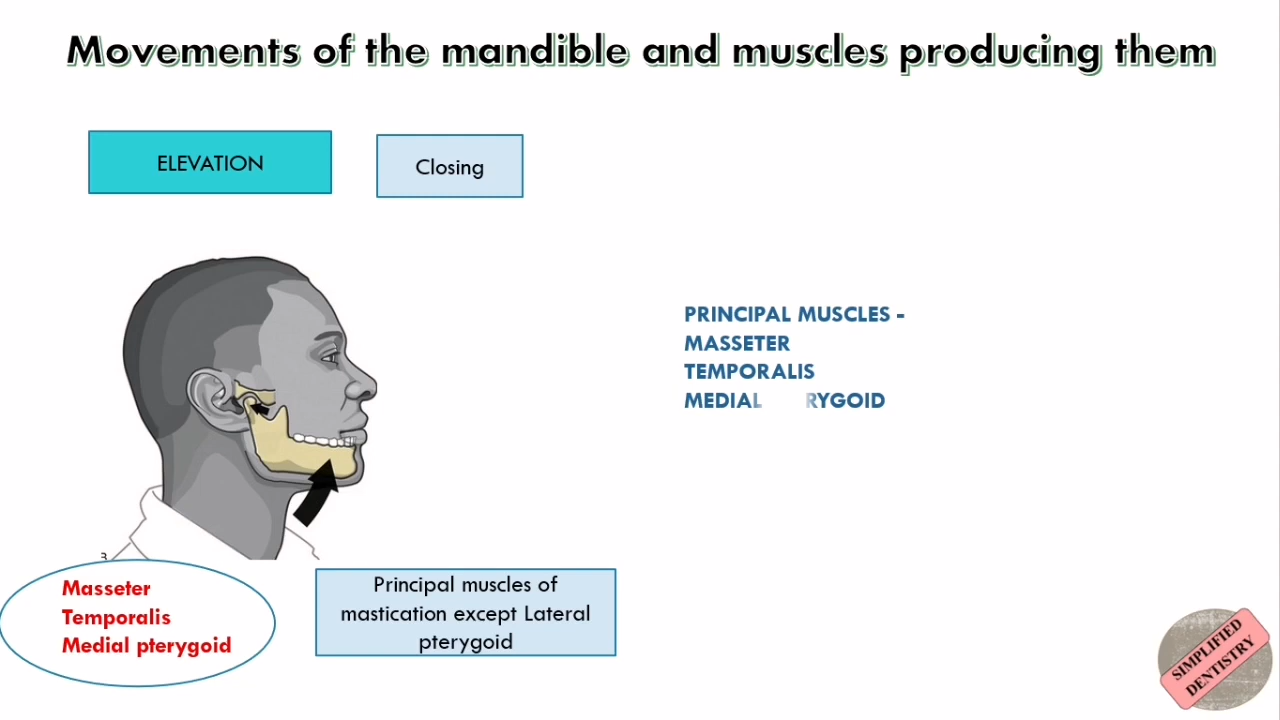 Movements of the mandible and muscles producing them
ELEVATION
Closing
PRINCIPAL MUSCLES -
MASSETER
TEMPORALIS
MEDIAL RYGOID
3
Masseter
Temporalis
Medial pterygoid
Principal muscles of
mastication except Lateral
pterygoid
SIMPLIFIED
DENTISTRY